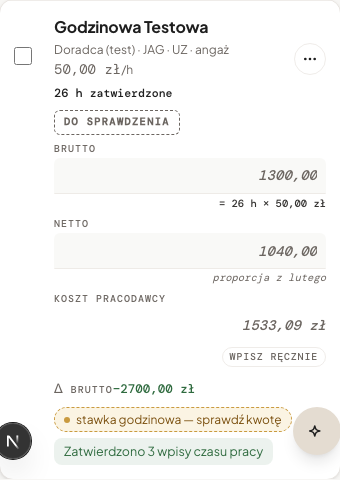 Godzinowa Testowa
Doradca (test) · JAG · UZ · angaż
50,00 zł/h
26 h zatwierdzone
DO SPRAWDZENIA
BRUTTO
1300,00
= 26 h × 50,00 zł
NETTO
1040,00
proporcja z lutego
KOSZT PRACODAWCY
1533,09 zł
WPISZ RĘCZNIE
Δ BRUTTO−2700,00 zł
stawka godzinowa — sprawdź kwotę
N
Zatwierdzono 3 wpisy czasu pracy